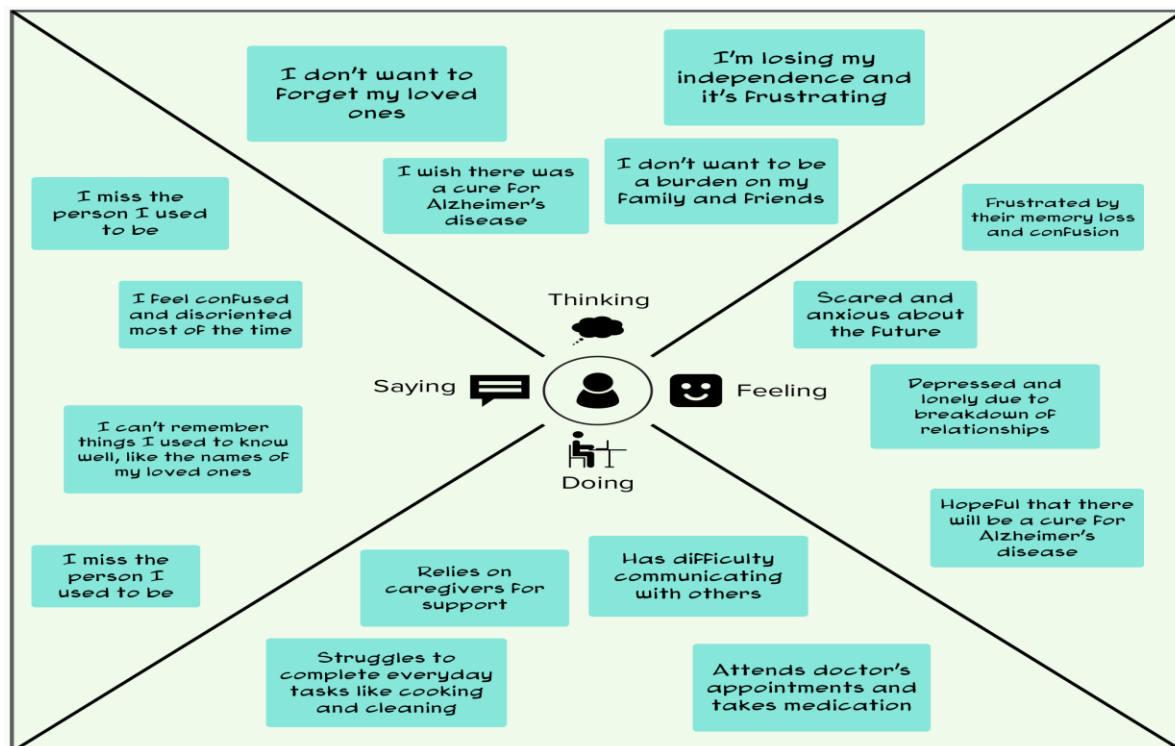 I don't want to
forget my loved
ones
I'm losing my
independence and
it's frustrating
I wish there was
a cure for
Alzheimer's
disease
I don't want to be
a burden on my
family and friends
I miss the
person I used
to be
I feel confused
and disoriented
most of the time
Frustrated by
their memory loss
and confusion
Scared and
anxious about
the future
Thinking
Saying
Feeling
Doing
I can't remember
things I used to know
well, like the names of
my loved ones
Depressed and
lonely due to
breakdown of
relationships
I miss the
person I
used to be
Hopeful that there
will be a cure for
Alzheimer's
disease
Relies on
caregivers for
support
Has difficulty
communicating
with others
Struggles to
complete everyday
tasks like cooking
and cleaning
Attends doctor's
appointments and
takes medication